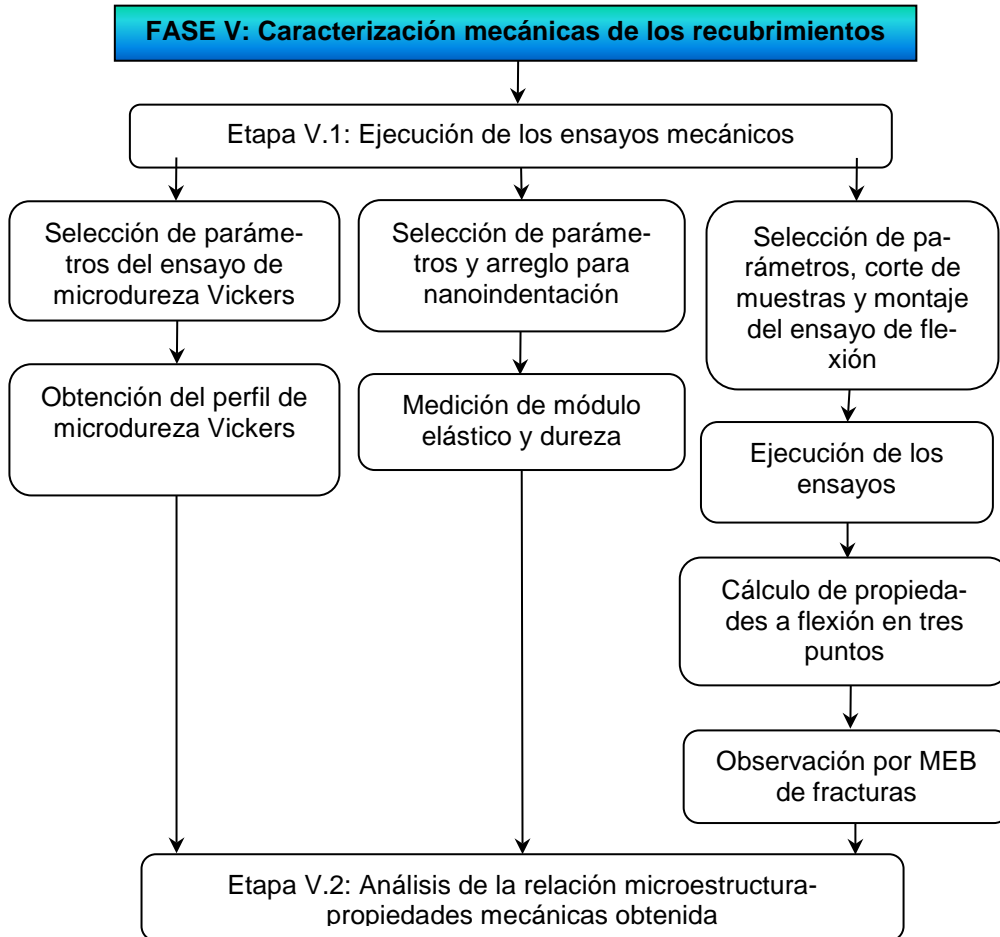 FASE V: Caracterización mecánicas de los recubrimientos
Etapa V.1: Ejecución de los ensayos mecánicos
Selección de paráme-
tros del ensayo de
microdureza Vickers
Obtención del perfil de
microdureza Vickers
Selección de paráme-
tros y arreglo para
nanoindentación
Medición de módulo
elástico y dureza
Selección de pa-
rámetros, corte de
muestras y montaje
del ensayo de fle-
xión
Ejecución de los
ensayos
Cálculo de propieda-
des a flexión en tres
puntos
Observación por MEB
de fracturas
Etapa V.2: Análisis de la relación microestructura-
propiedades mecánicas obtenida